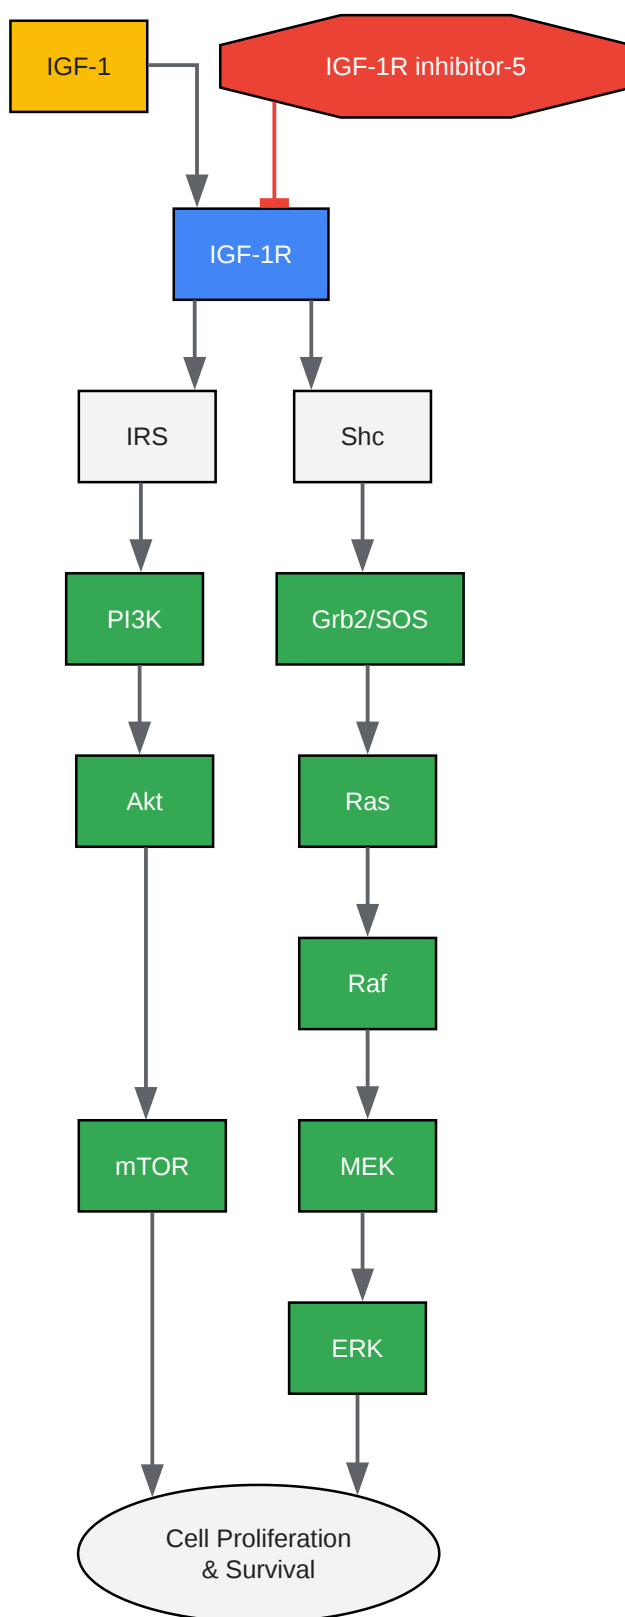 IGF-1
IGF-1R inhibitor-5
IGF-1R
IRS
Shc
PI3K
Grb2/SOS
Akt
Ras
Raf
mTOR
MEK
ERK
Cell Proliferation
& Survival